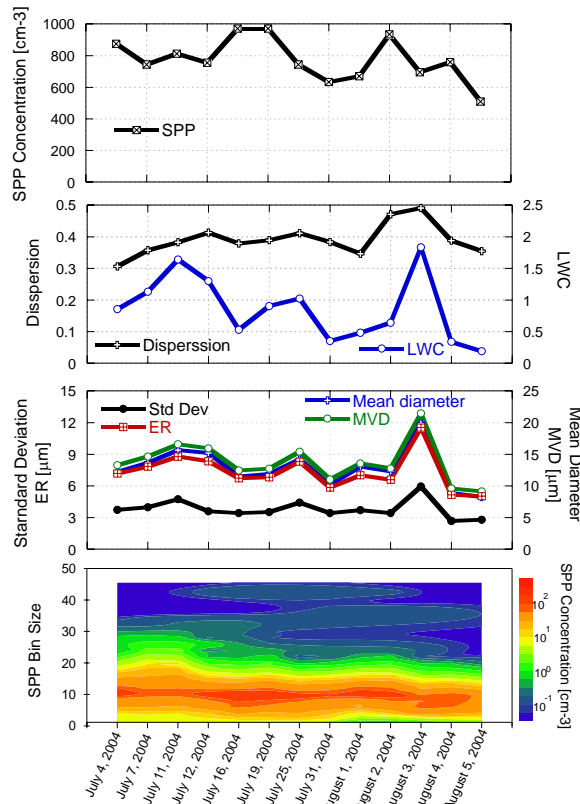 SPP Concentration [cm-3]
1000
800
600
400
200
0
SPP
Disspersion
0.5
0.4
0.3
0.2
0.1
0
LWC
2.5
2
1.5
1
0.5
0
Disperssion
LWC
Starndard Deviation
ER [µm]
15
12
9
6
3
0
Mean Diameter
MVD [µm]
25
20
15
10
5
0
Std Dev
ER
Mean diameter
MVD
SPP Bin Size
50
40
30
20
10
0
SPP Concentration [cm-3]
10²
10¹
10⁰
10⁻¹
July 4, 2004
July 7, 2004
July 11, 2004
July 12, 2004
July 16, 2004
July 19, 2004
July 25, 2004
July 31, 2004
August 1, 2004
August 2, 2004
August 3, 2004
August 4, 2004
August 5, 2004